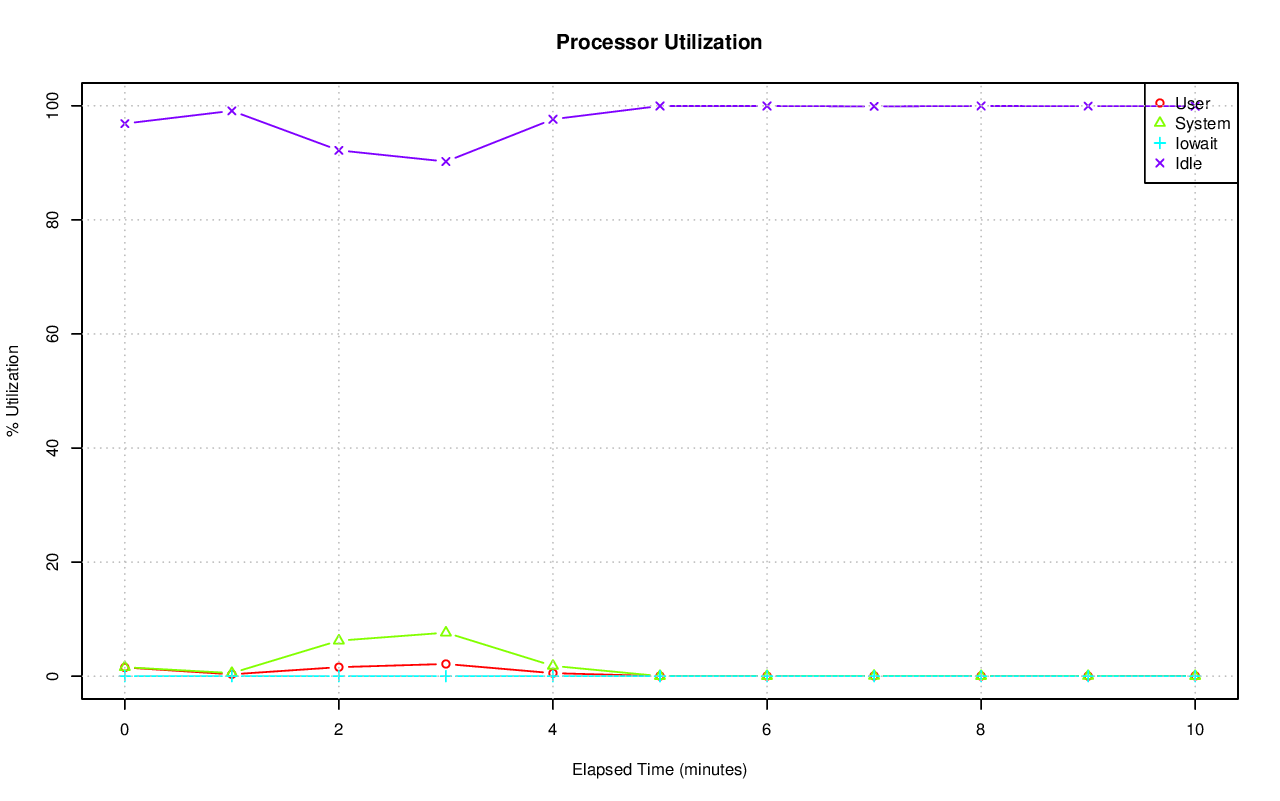 Processor Utilization
100
80
60
40
20
0
% Utilization
User
System
Iowait
Idle
0 2 4 6 8 10
Elapsed Time (minutes)